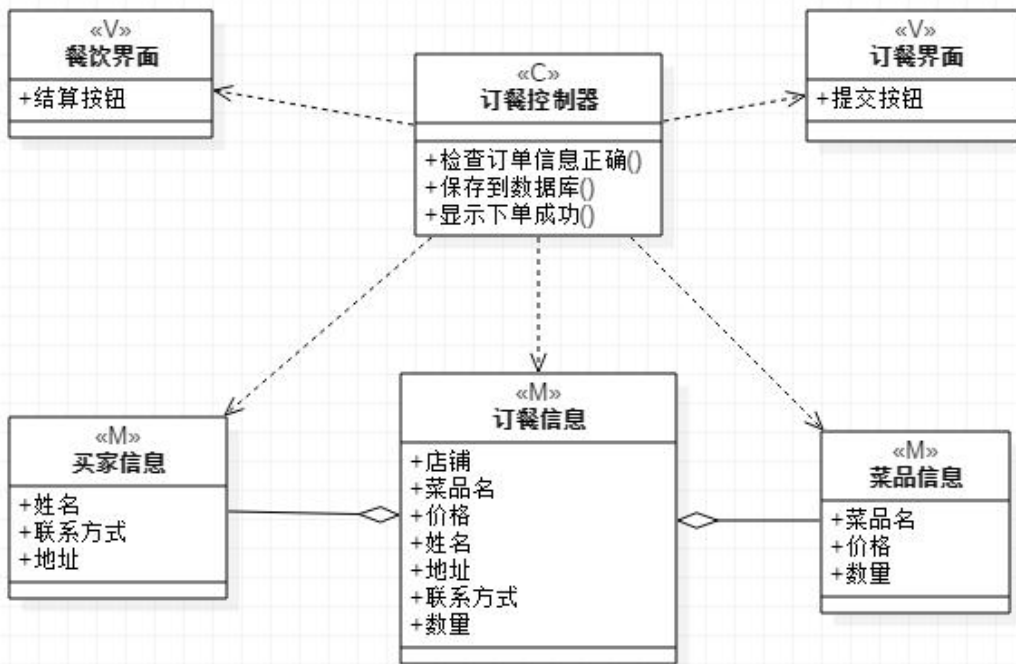 «V»
餐饮界面
+结算按钮
«C»
订餐控制器
+检查订单信息正确()
+保存到数据库()
+显示下单成功()
«V»
订餐界面
+提交按钮
«M»
买家信息
+姓名
+联系方式
+地址
«M»
订餐信息
+店铺
+菜品名
+价格
+姓名
+地址
+联系方式
+数量
«M»
菜品信息
+菜品名
+价格
+数量